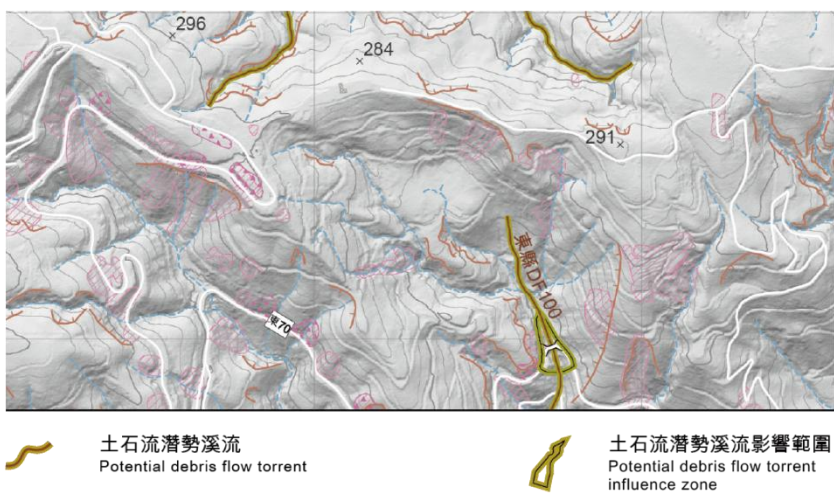 296
284
291
東縣DF100
東70
土石流潛勢溪流
Potential debris flow torrent
土石流潛勢溪流影響範圍
Potential debris flow torrent
influence zone